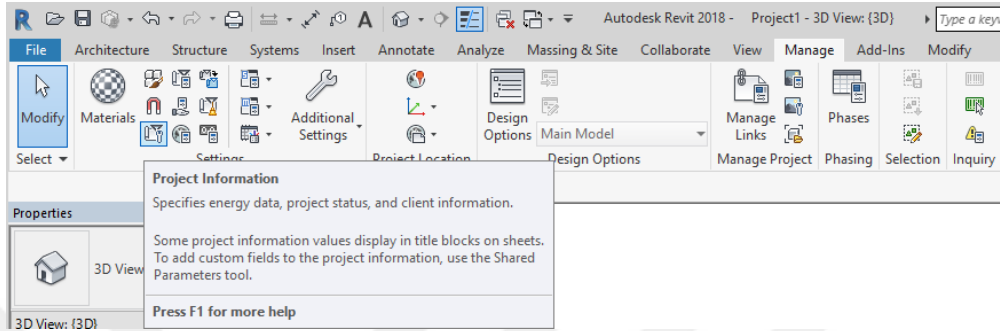 R A Autodesk Revit 2018 - Project1 - 3D View: {3D} Type a key
File Architecture Structure Systems Insert Annotate Analyze Massing & Site Collaborate View Manage Add-Ins Modify
Modify Materials Additional Settings Design Options Main Model Manage Links Phases
Select Project Location Design Options Manage Project Phasing Selection Inquiry
Project Information
Specifies energy data, project status, and client information.
Some project information values display in title blocks on sheets.
To add custom fields to the project information, use the Shared
Parameters tool.
Press F1 for more help
Properties
3D View
3D View: {3D}